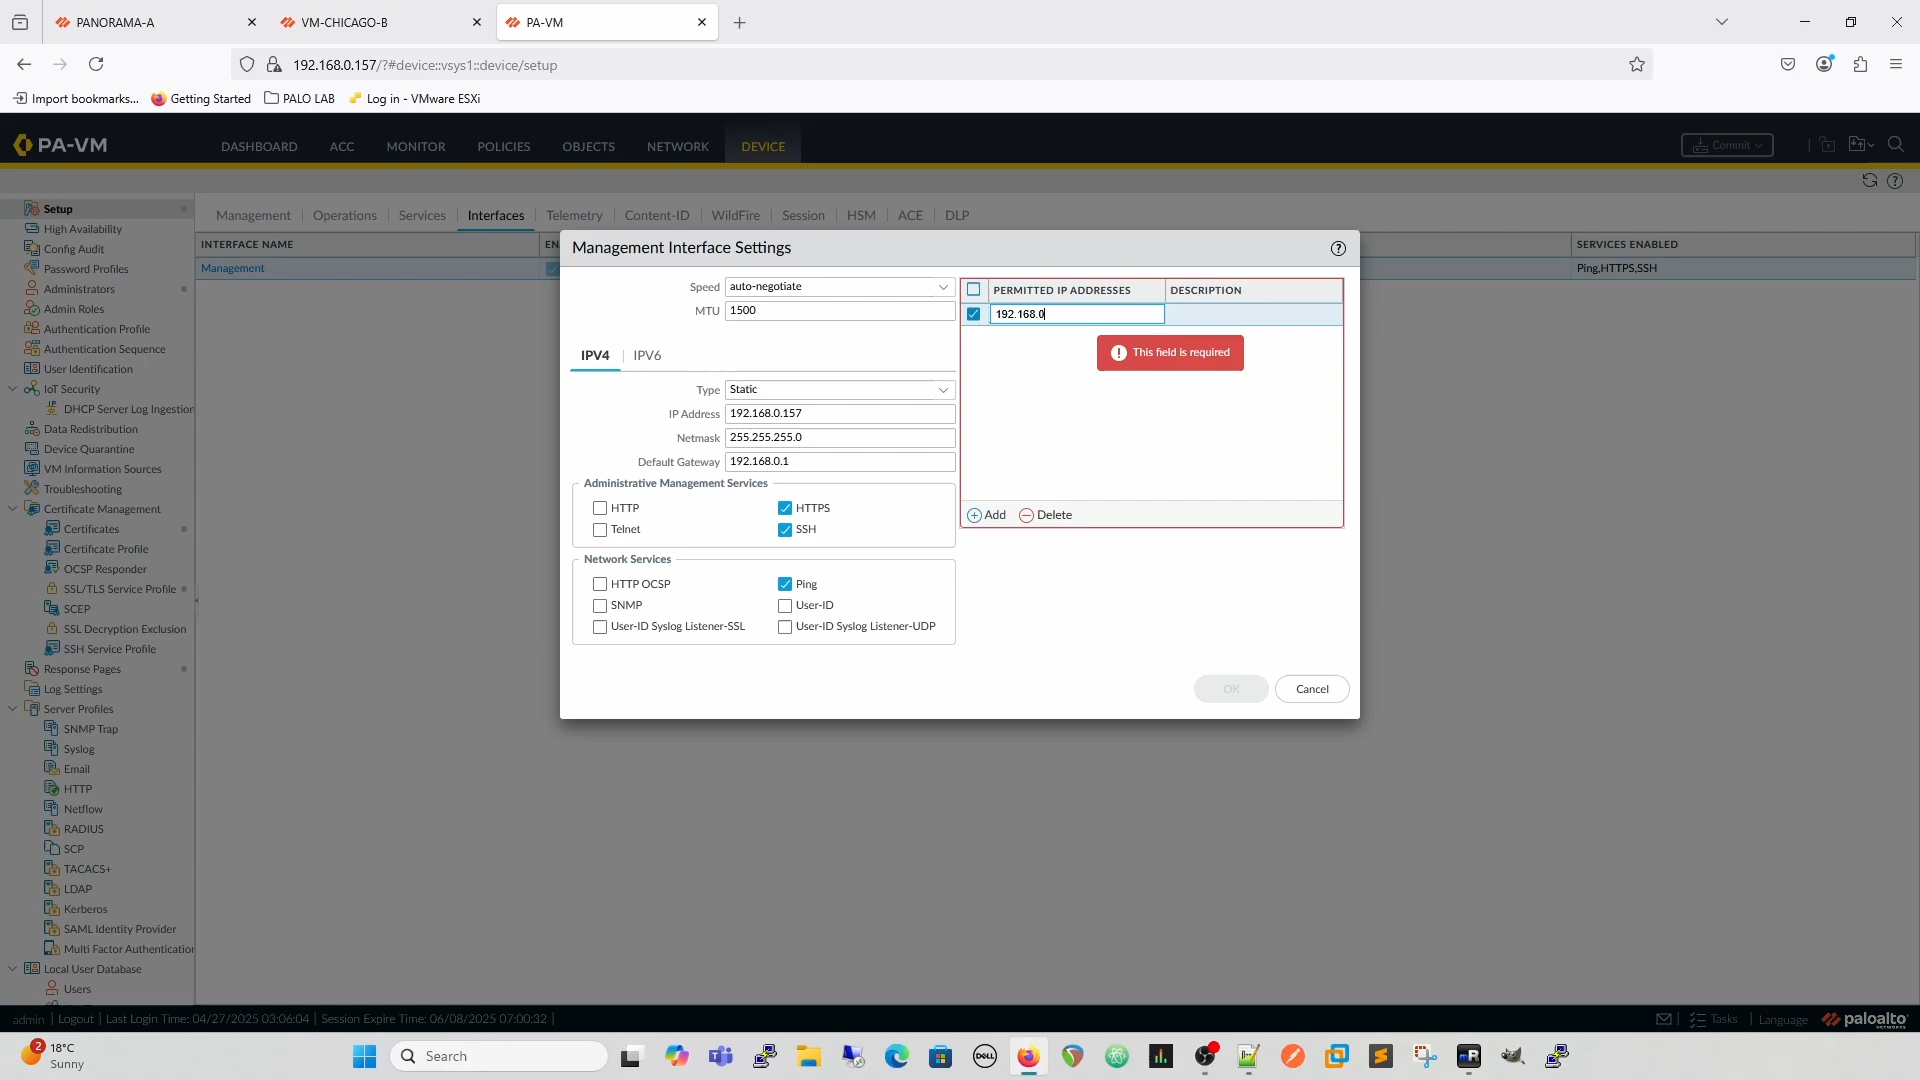 PANORAMA-A
VM-CHICAGO-B
PA-VM
192.168.0.157/?#device::vsys1::device/setup
Import bookmarks...
Getting Started
PALO LAB
Log in - VMware ESXi
PA-VM
DASHBOARD
ACC
MONITOR
POLICIES
OBJECTS
NETWORK
DEVICE
Commit
Setup
High Availability
Config Audit
Password Profiles
Administrators
Admin Roles
Authentication Profile
Authentication Sequence
User Identification
IoT Security
DHCP Server Log Ingestion
Data Redistribution
Device Quarantine
VM Information Sources
Troubleshooting
Certificate Management
Certificates
Certificate Profile
OCSP Responder
SSL/TLS Service Profile
SCEP
SSL Decryption Exclusion
SSH Service Profile
Response Pages
Log Settings
Server Profiles
SNMP Trap
Syslog
Email
HTTP
Netflow
RADIUS
SCP
TACACS+
LDAP
Kerberos
SAML Identity Provider
Multi Factor Authentication
Local User Database
Users
Management
Operations
Services
Interfaces
Telemetry
Content-ID
WildFire
Session
HSM
ACE
DLP
INTERFACE NAME
EN
SERVICES ENABLED
Management
Ping,HTTPS,SSH
Management Interface Settings
Speed
auto-negotiate
MTU
1500
IPV4
IPV6
Type
Static
IP Address
192.168.0.157
Netmask
255.255.255.0
Default Gateway
192.168.0.1
Administrative Management Services
HTTP
HTTPS
Telnet
SSH
Network Services
HTTP OCSP
Ping
SNMP
User-ID
User-ID Syslog Listener-SSL
User-ID Syslog Listener-UDP
PERMITTED IP ADDRESSES
DESCRIPTION
192.168.0
This field is required
Add
Delete
OK
Cancel
admin | Logout | Last Login Time: 04/27/2025 03:06:04 | Session Expire Time: 06/08/2025 07:00:32 |
Tasks
Language
paloalto
NETWORKS
2
18°C
Sunny
Search
DELL